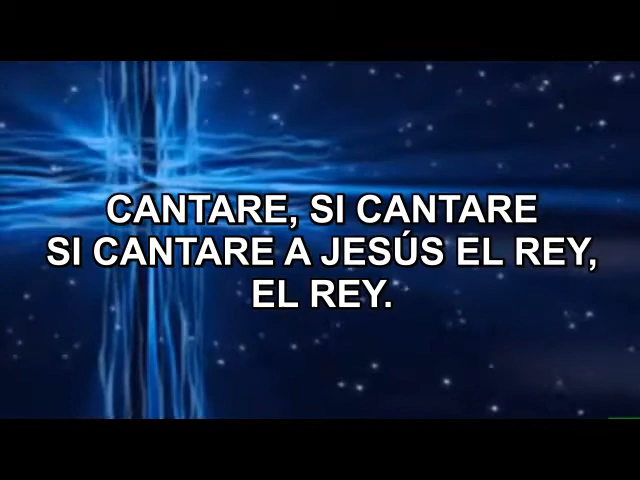 CANTARE, SI CANTARE
SI CANTARE A JESÚS EL REY,
EL REY.